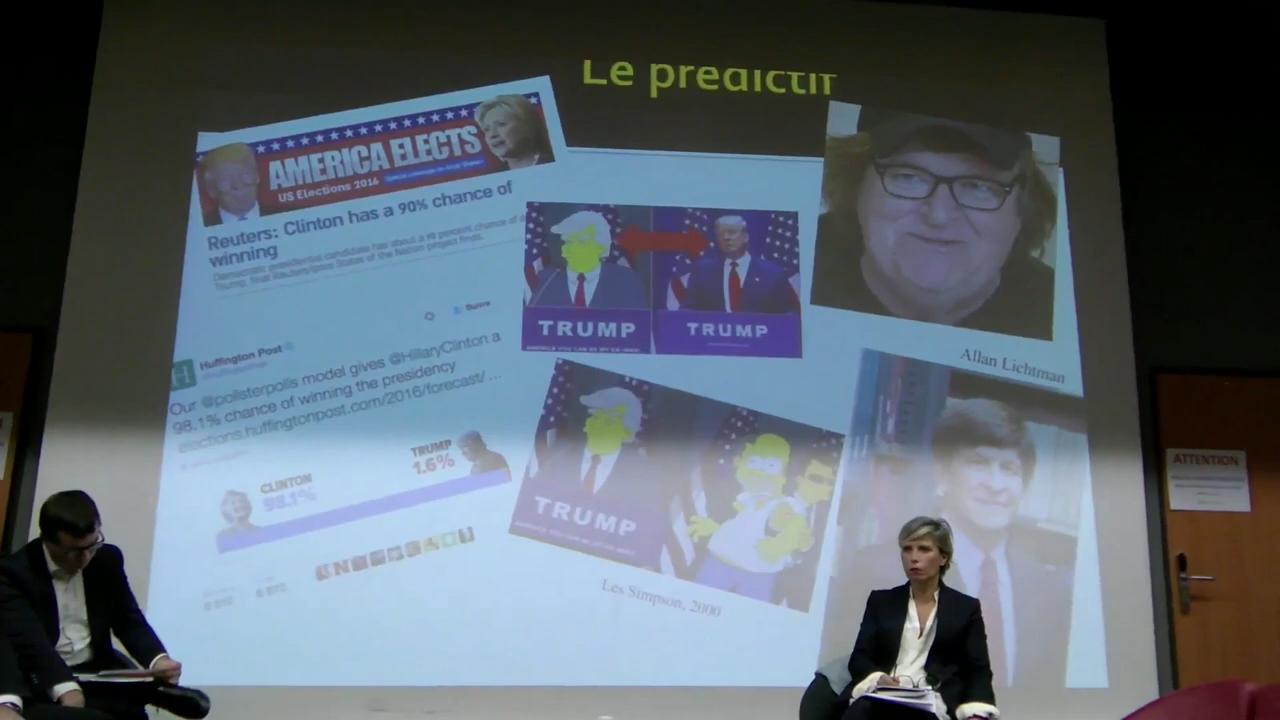 Le prédictif
AMERICA ELECTS
US Elections 2016
Reuters: Clinton has a 90% chance of
winning
Suivre
Huffington Post
Our @pollsterpolls model gives @HillaryClinton a
98.1% chance of winning the presidency
elections.huffingtonpost.com/2016/forecast/...
CLINTON
98.1%
TRUMP
1.6%
TRUMP
TRUMP
TRUMP
Les Simpson, 2000
Allan Lichtman
ATTENTION